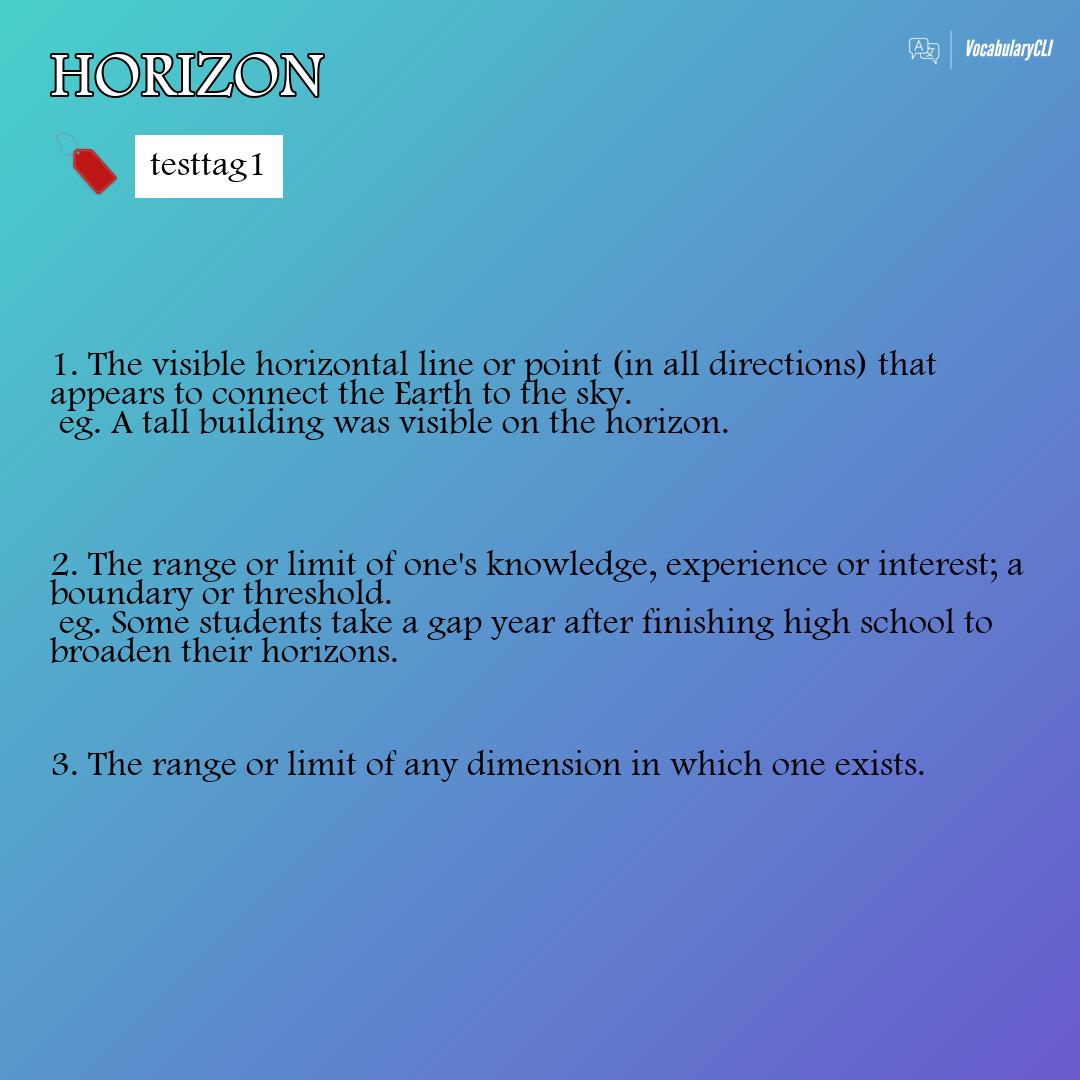 HORIZON
VocabularyCLI
testtag1
1. The visible horizontal line or point (in all directions) that
appears to connect the Earth to the sky.
eg. A tall building was visible on the horizon.
2. The range or limit of one's knowledge, experience or interest; a
boundary or threshold.
eg. Some students take a gap year after finishing high school to
broaden their horizons.
3. The range or limit of any dimension in which one exists.